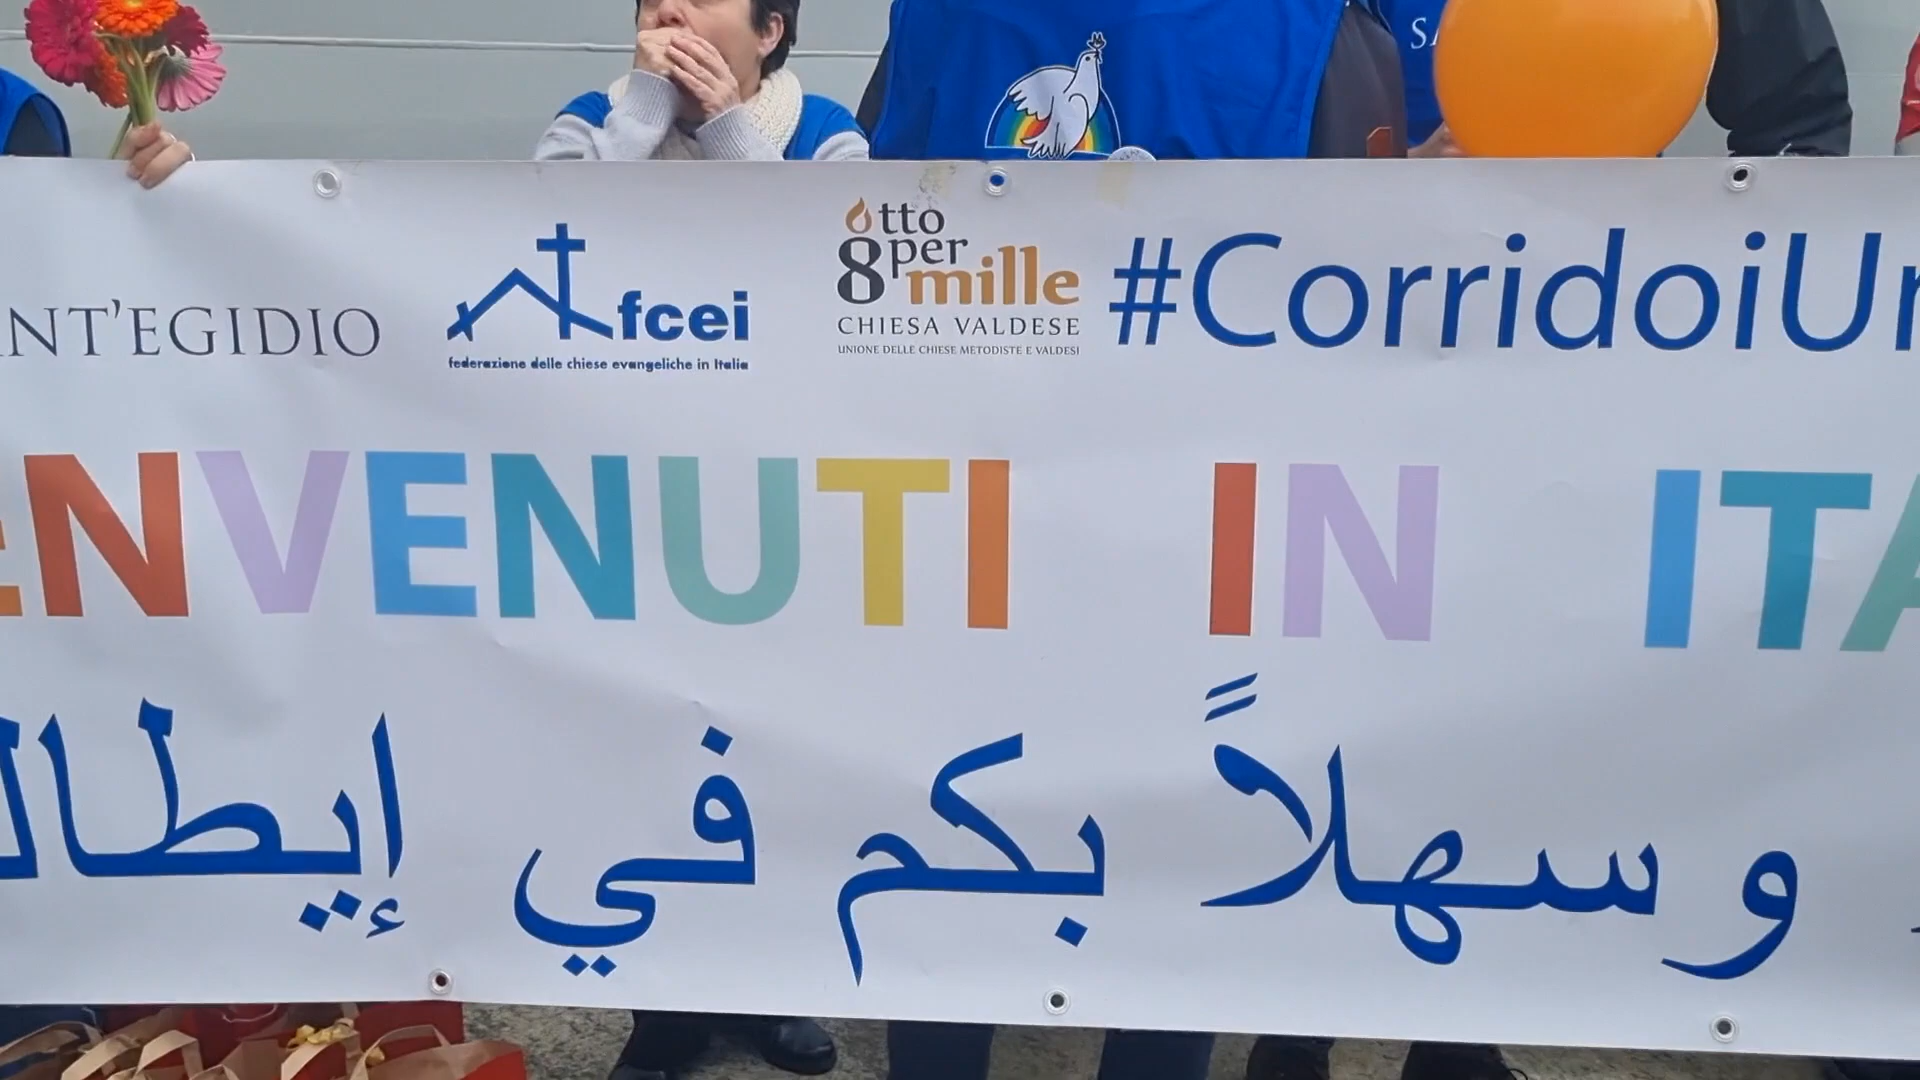 NT'EGIDIO
fcei
federazione delle chiese evangeliche in Italia
Otto
8 per
mille
CHIESA VALDESE
UNIONE DELLE CHIESE METODISTE E VALDESI
#CorridoiU
ENVENUTI IN ITA
وسهلاً بكم في إيطال